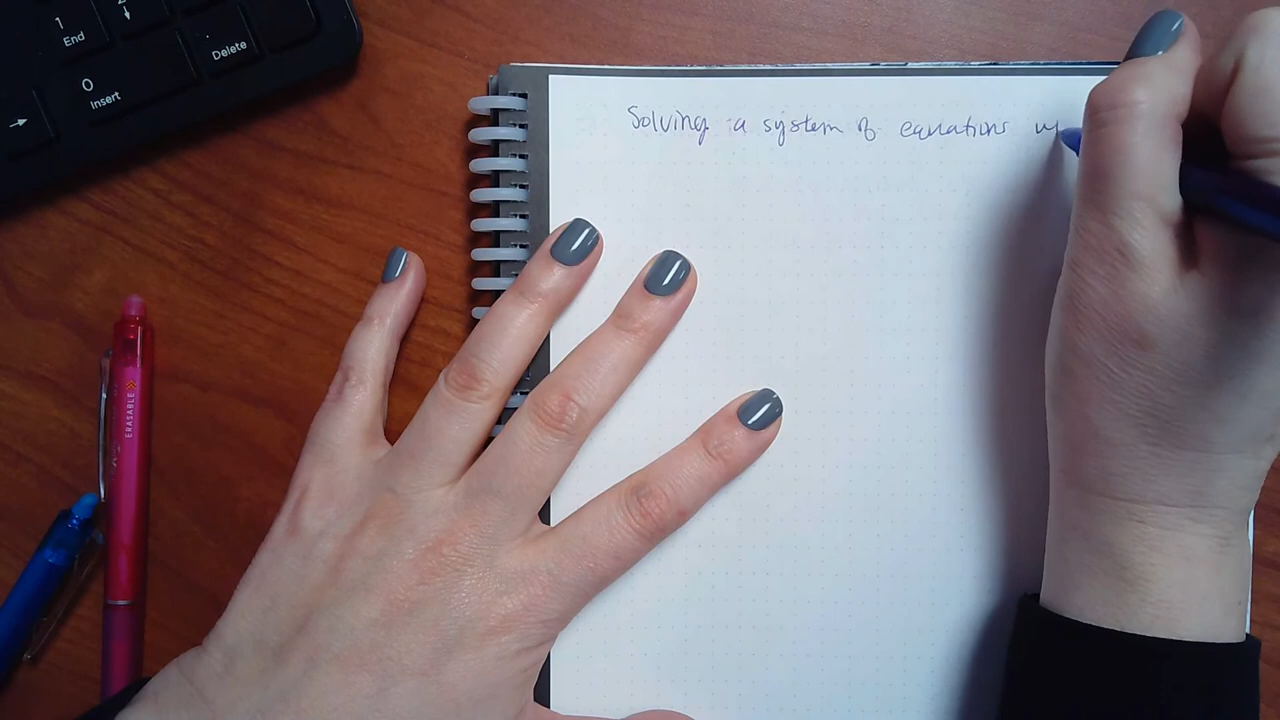 1
End
Delete
0
Insert
ERASABLE
Solving a system of equations